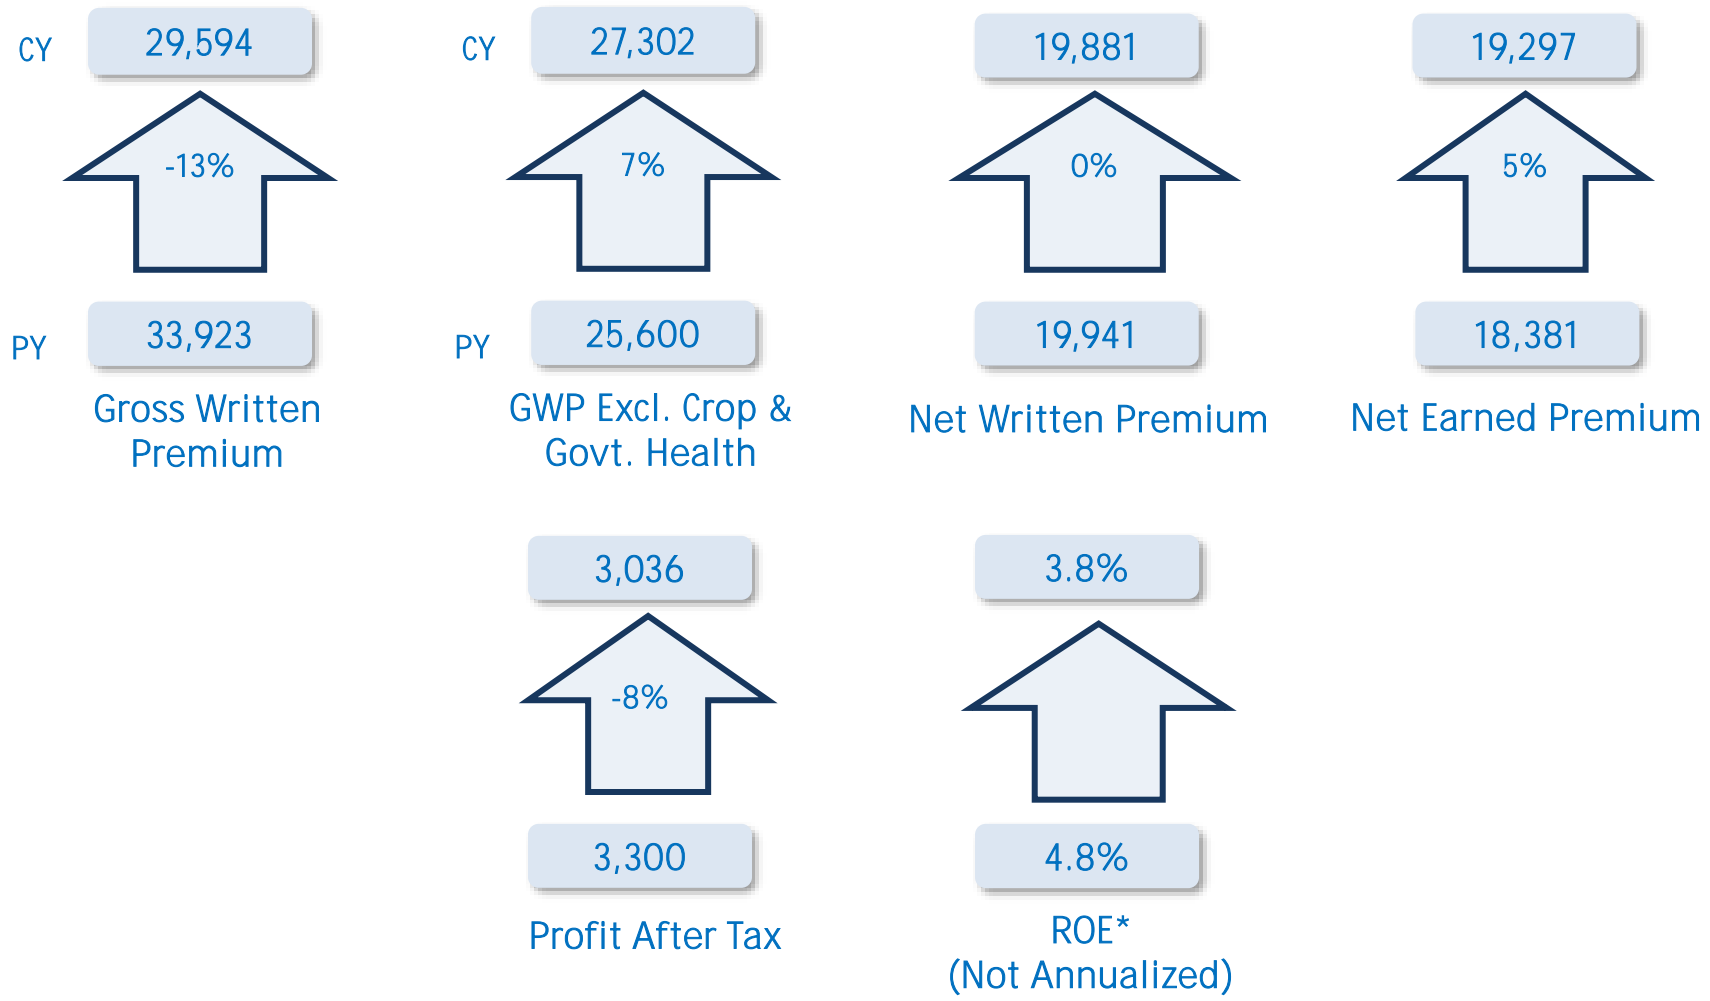 CY
29,594
-13%
PY
33,923
Gross Written
Premium
CY
27,302
7%
PY
25,600
GWP Excl. Crop &
Govt. Health
19,881
0%
19,941
Net Written Premium
19,297
5%
18,381
Net Earned Premium
3,036
-8%
3,300
Profit After Tax
3.8%
4.8%
ROE*
(Not Annualized)